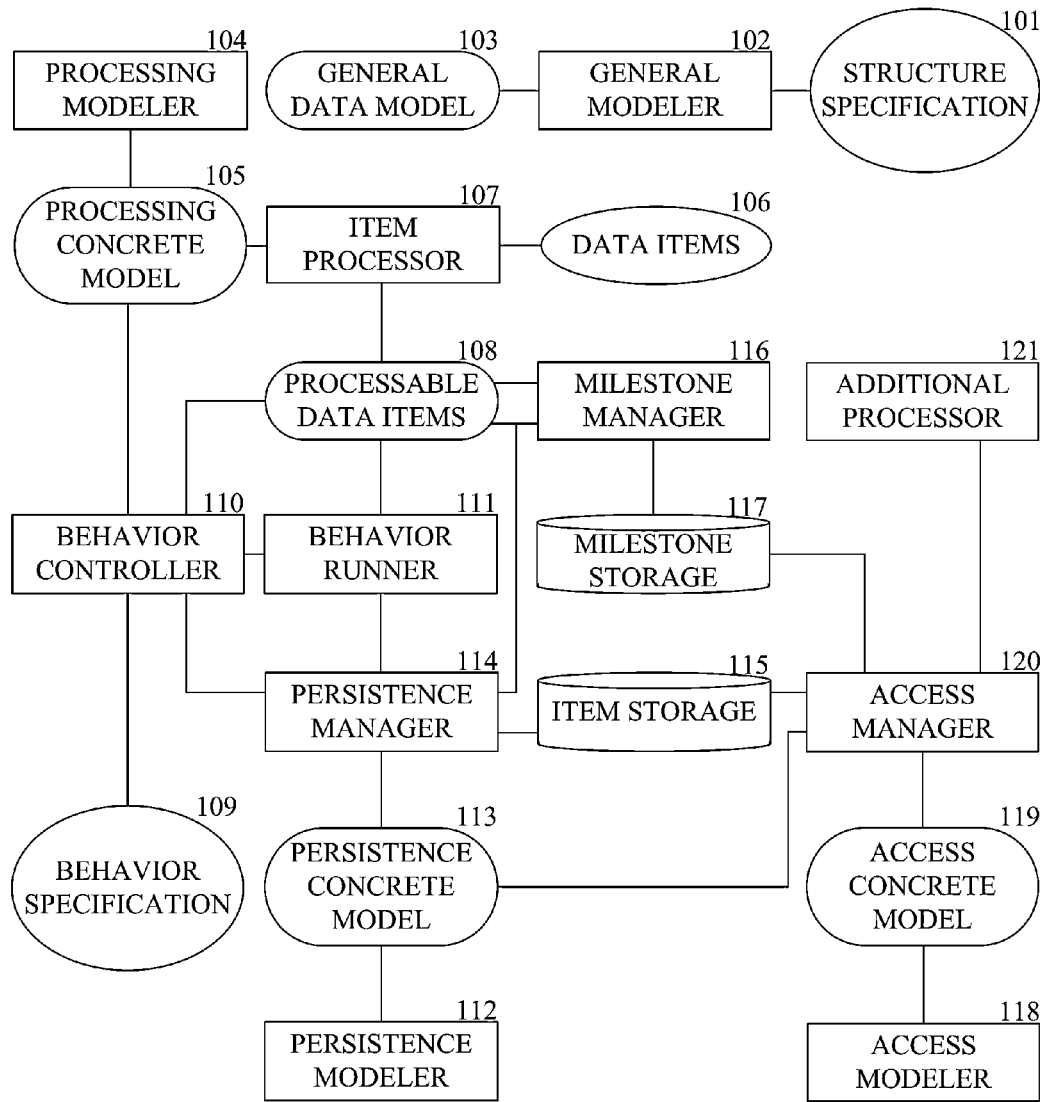 104
PROCESSING
MODELER
103
GENERAL
DATA MODEL
102
GENERAL
MODELER
101
STRUCTURE
SPECIFICATION
105
PROCESSING
CONCRETE
MODEL
107
ITEM
PROCESSOR
106
DATA ITEMS
108
PROCESSABLE
DATA ITEMS
116
MILESTONE
MANAGER
121
ADDITIONAL
PROCESSOR
110
BEHAVIOR
CONTROLLER
111
BEHAVIOR
RUNNER
117
MILESTONE
STORAGE
114
PERSISTENCE
MANAGER
115
ITEM STORAGE
120
ACCESS
MANAGER
109
BEHAVIOR
SPECIFICATION
113
PERSISTENCE
CONCRETE
MODEL
119
ACCESS
CONCRETE
MODEL
112
PERSISTENCE
MODELER
118
ACCESS
MODELER